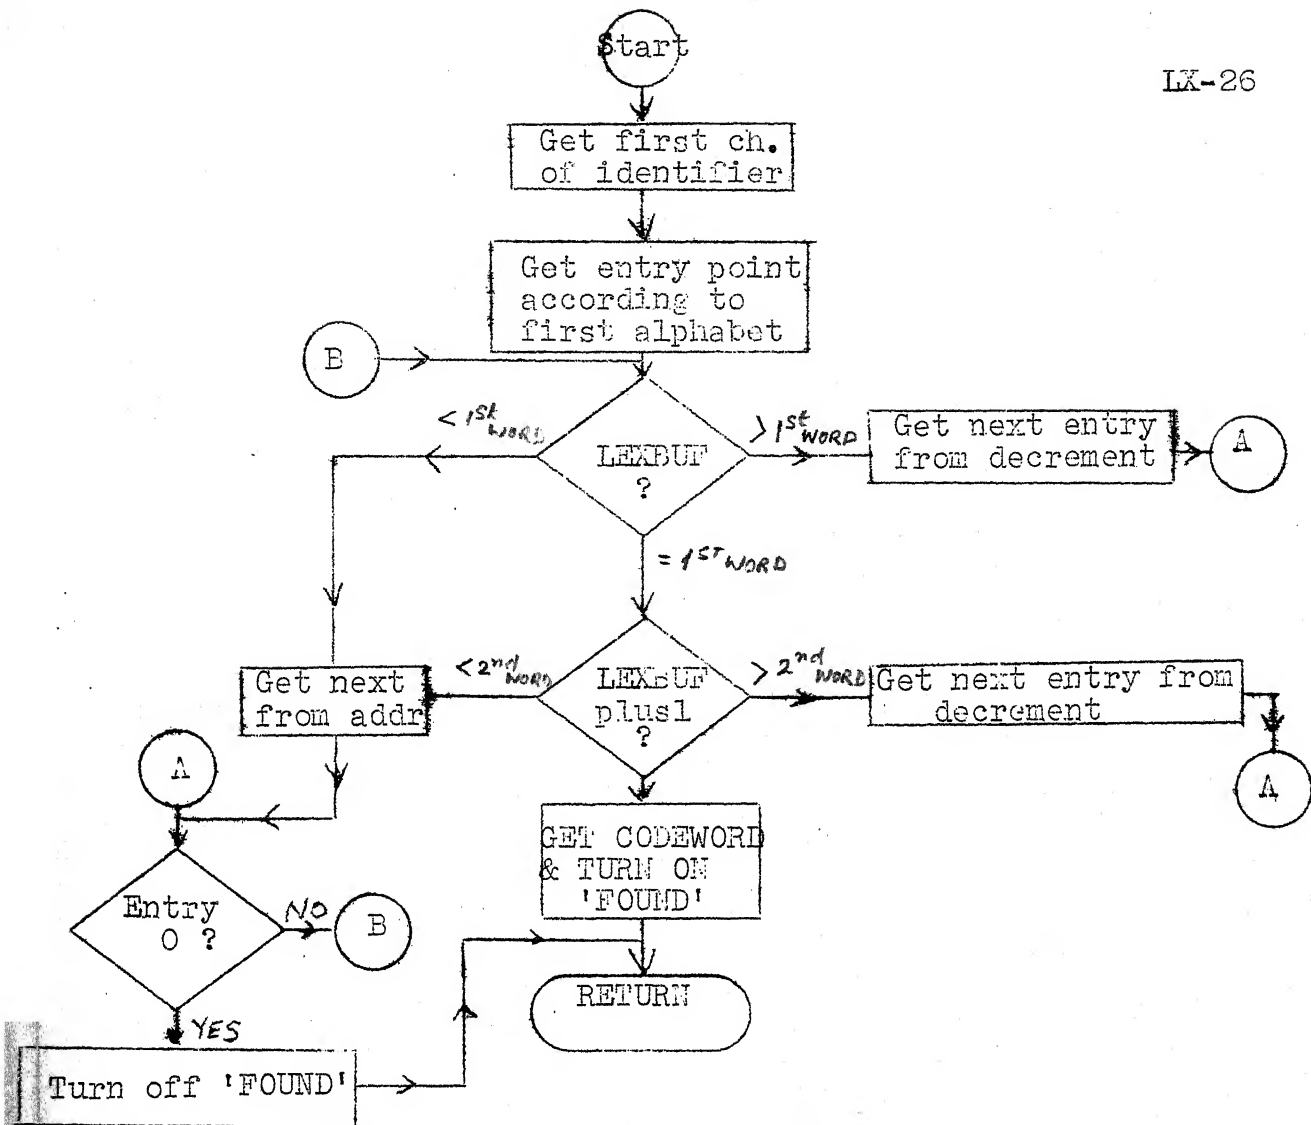 Start
LX-26
Get first ch.
of identifier
Get entry point
according to
first alphabet
B
< 1st WORD
LEXBUF
?
> 1st WORD
Get next entry
from decrement
A
= 1ST WORD
Get next
from addr
< 2nd WORD
LEXBUF
plus1
?
> 2nd WORD
Get next entry from
decrement
A
A
GET CODEWORD
& TURN ON
'FOUND'
Entry
0 ?
NO
B
RETURN
YES
Turn off 'FOUND'